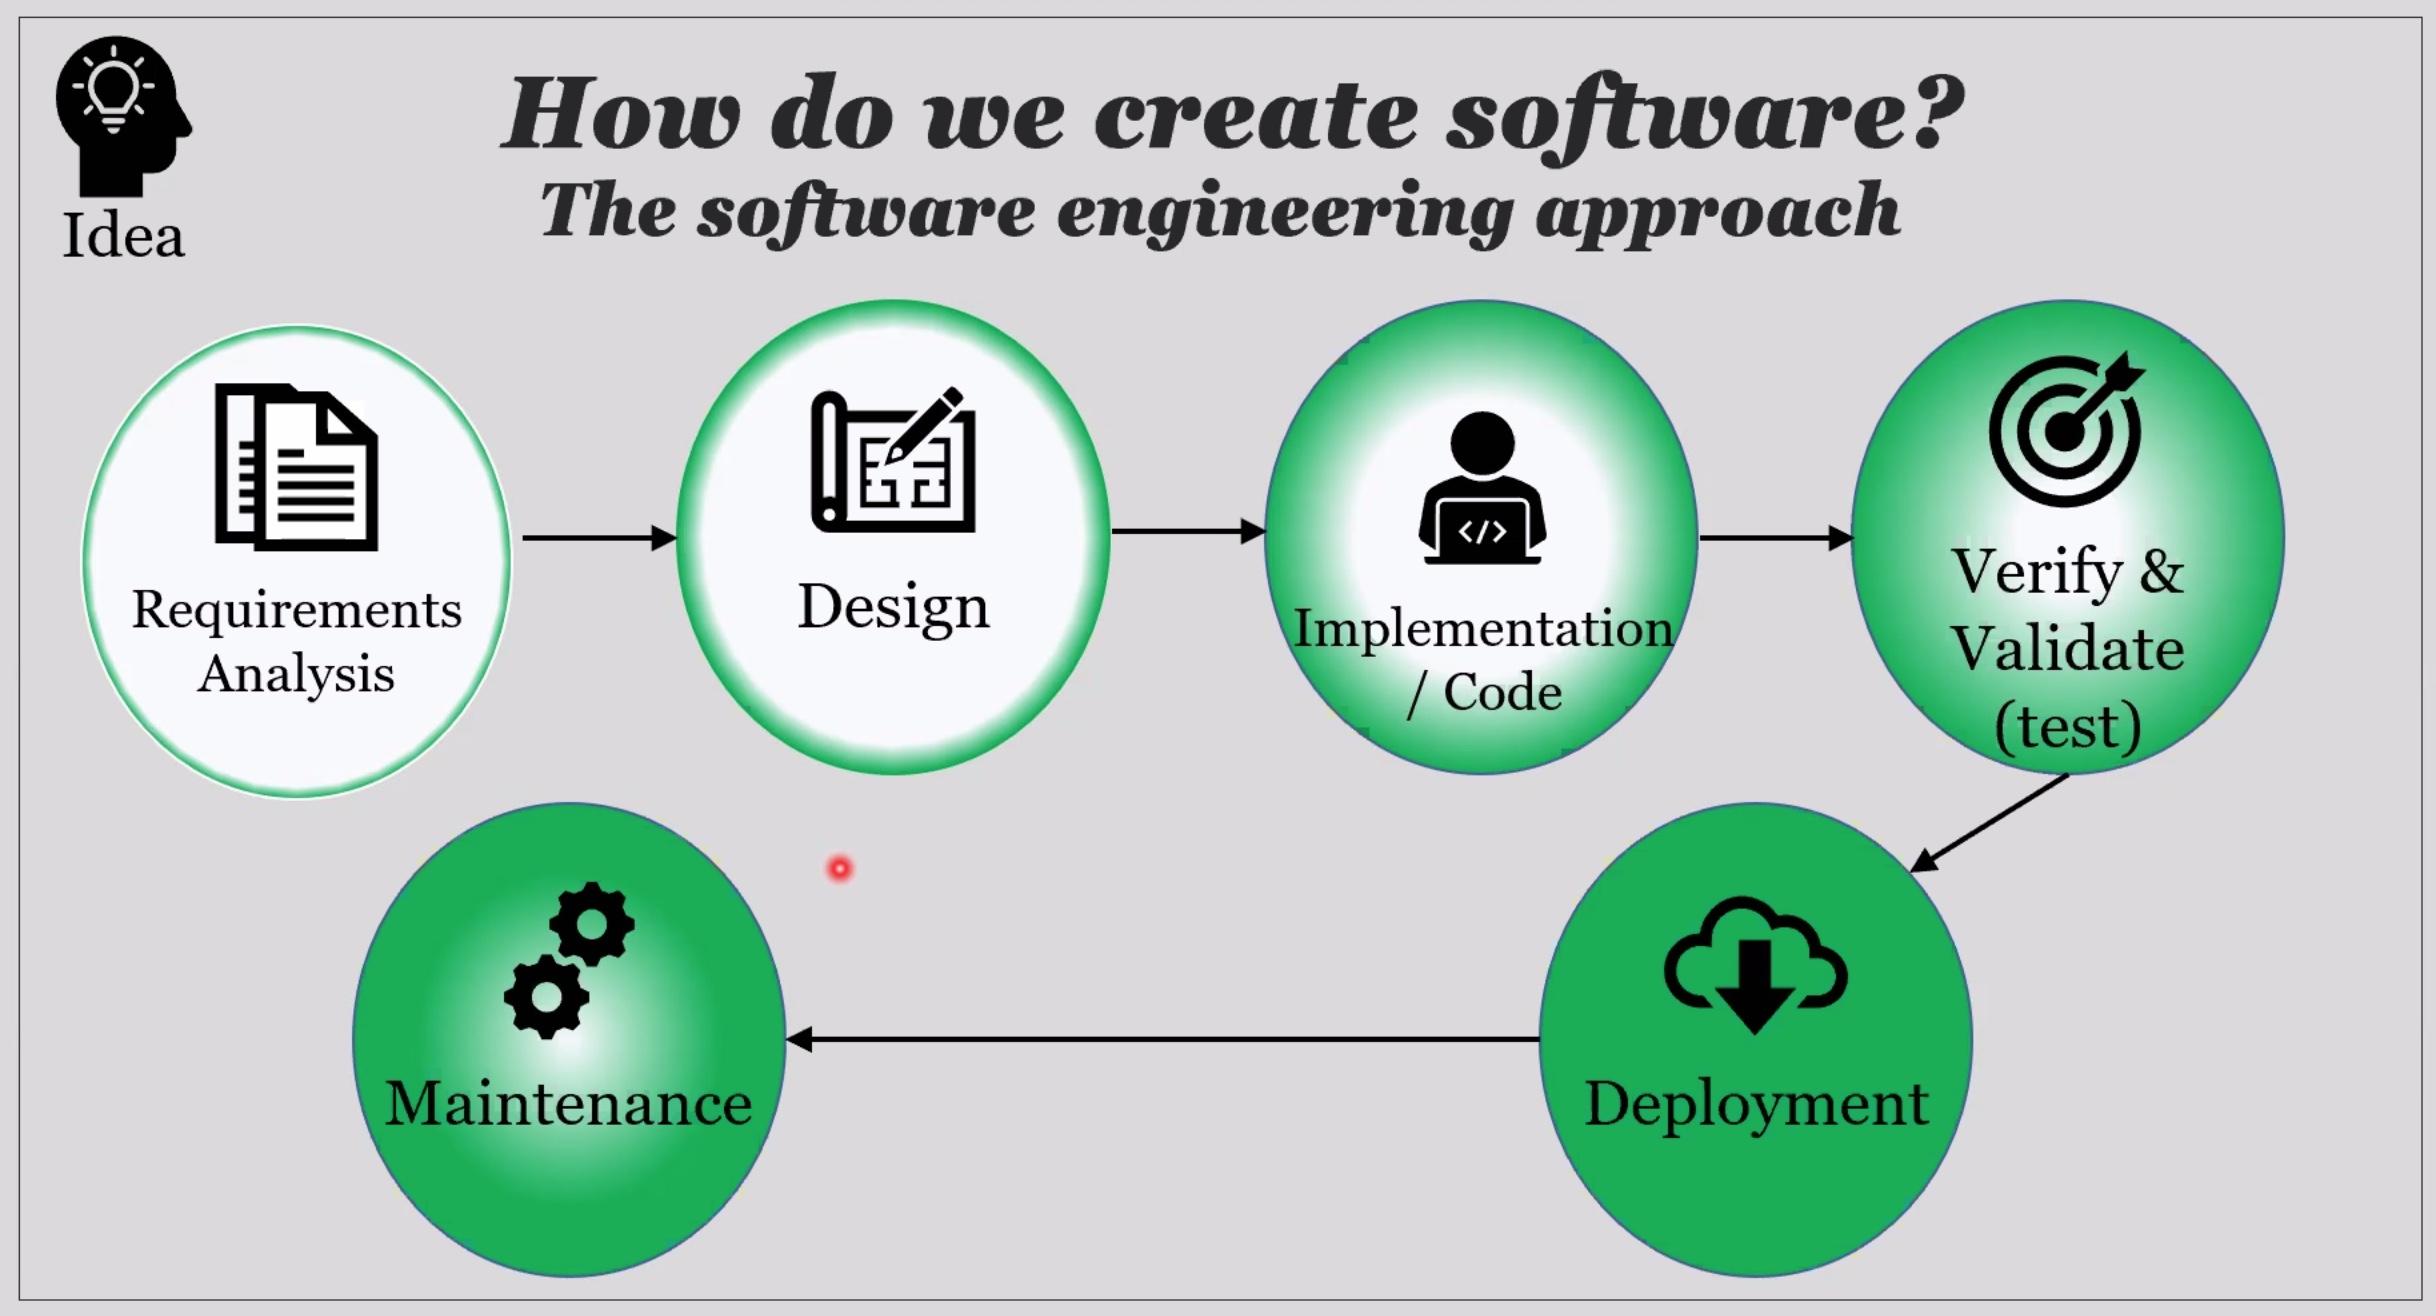 How do we create software?
The software engineering approach
Idea
Requirements
Analysis
Design
Implementation
/ Code
</>
Verify &
Validate
(test)
Deployment
Maintenance